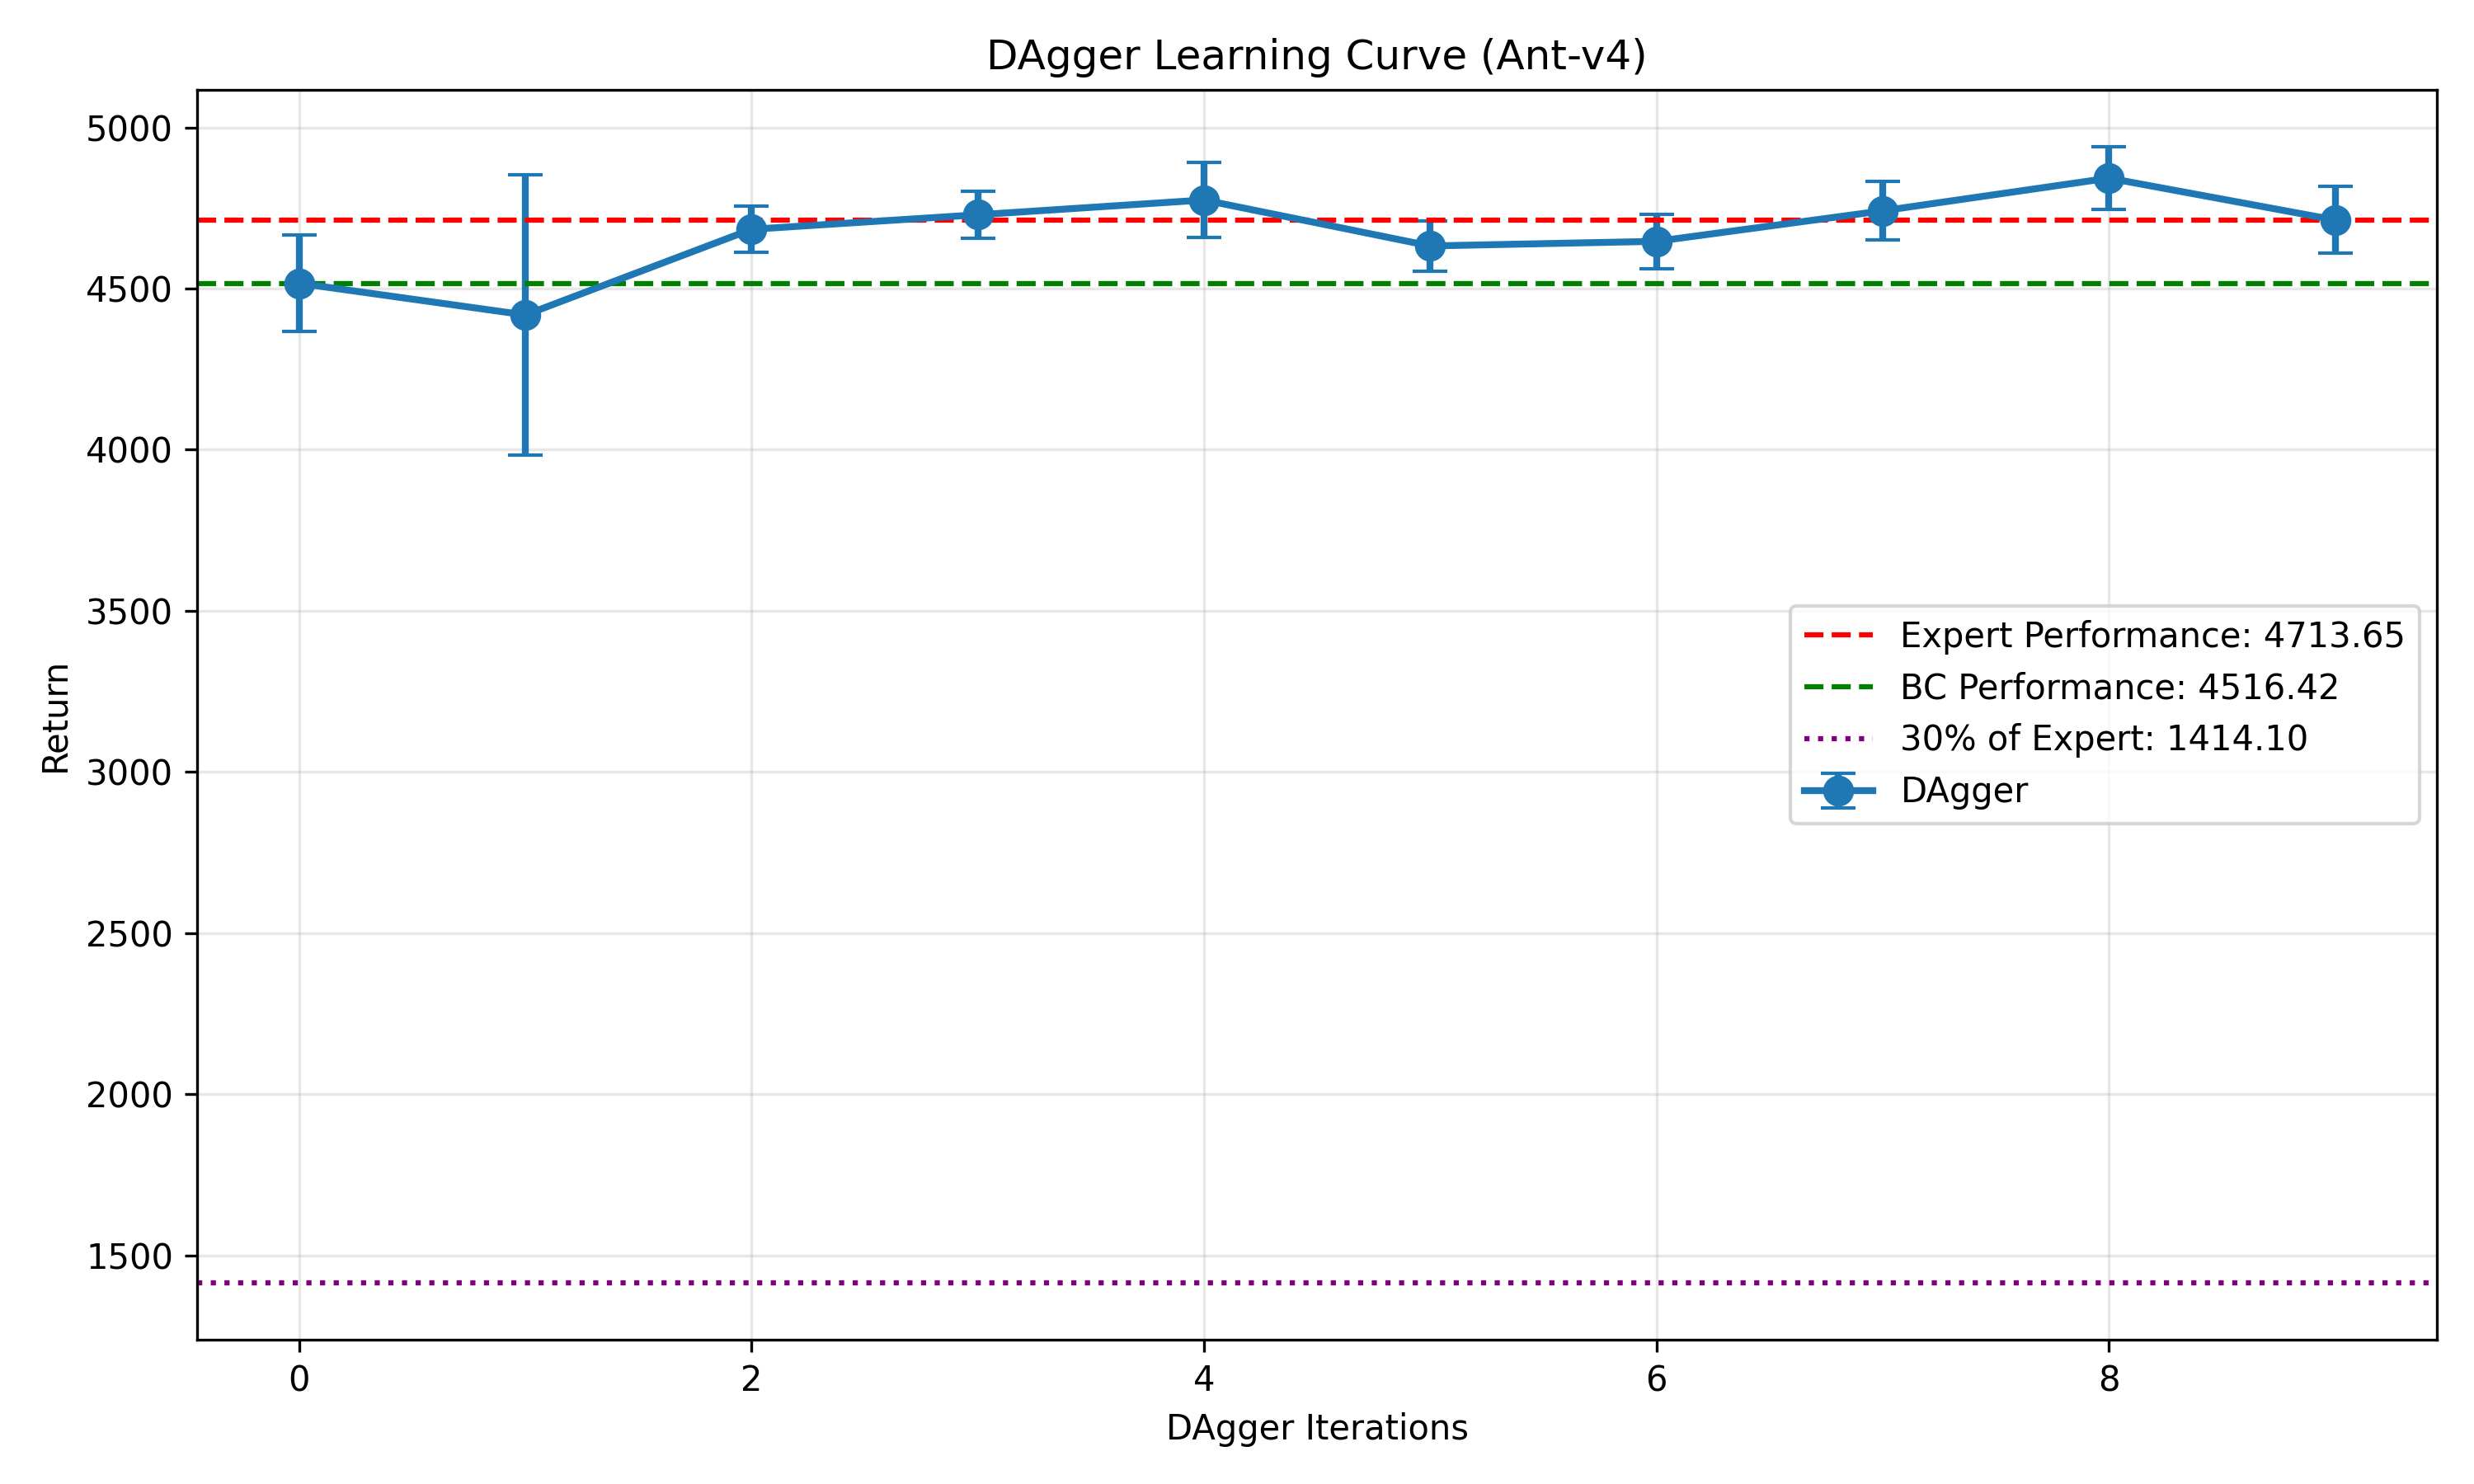 DAgger Learning Curve (Ant-v4)
5000
4500
4000
3500
3000
2500
2000
1500
Return
Expert Performance: 4713.65
BC Performance: 4516.42
30% of Expert: 1414.10
DAgger
0 2 4 6 8
DAgger Iterations